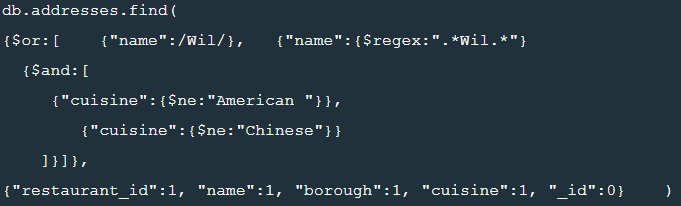 db.addresses.find(
{$or:[    {"name":/Wil/},   {"name":{$regex:".*Wil.*"}
  {$and:[
     {"cuisine":{$ne:"American "}},
        {"cuisine":{$ne:"Chinese"}}
    ]}]},
{"restaurant_id":1, "name":1, "borough":1, "cuisine":1, "_id":0}    )